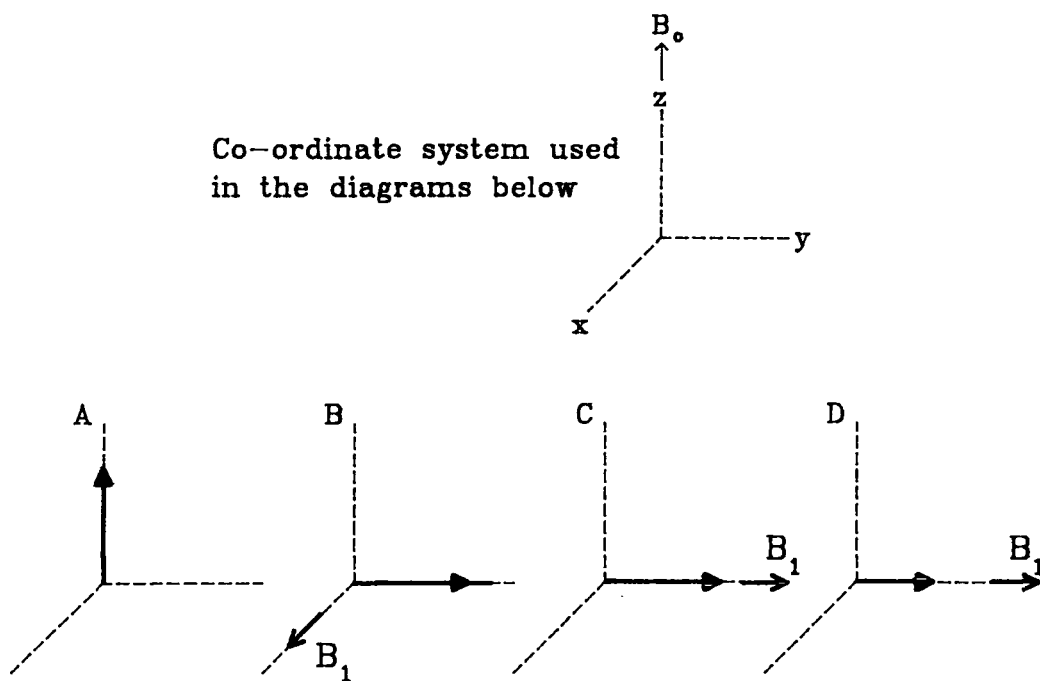 B₀
z
Co-ordinate system used
in the diagrams below
y
x
A B C D
B₁ B₁ B₁